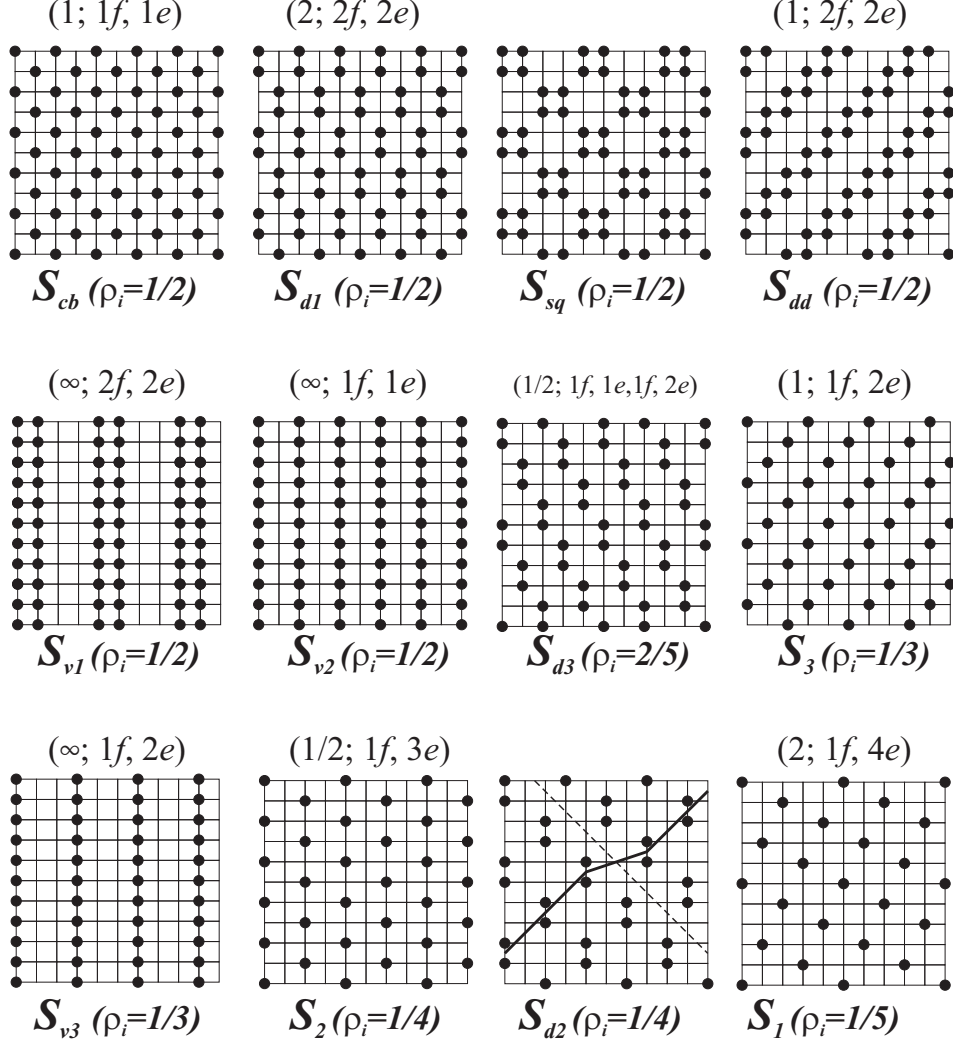 (1; 1f, 1e) (2; 2f, 2e) (1; 2f, 2e)
S_cb (ρ_i=1/2) S_d1 (ρ_i=1/2) S_sq (ρ_i=1/2) S_dd (ρ_i=1/2)
(∞; 2f, 2e) (∞; 1f, 1e) (1/2; 1f, 1e,1f, 2e) (1; 1f, 2e)
S_v1 (ρ_i=1/2) S_v2 (ρ_i=1/2) S_d3 (ρ_i=2/5) S_3 (ρ_i=1/3)
(∞; 1f, 2e) (1/2; 1f, 3e) (2; 1f, 4e)
S_v3 (ρ_i=1/3) S_2 (ρ_i=1/4) S_d2 (ρ_i=1/4) S_1 (ρ_i=1/5)